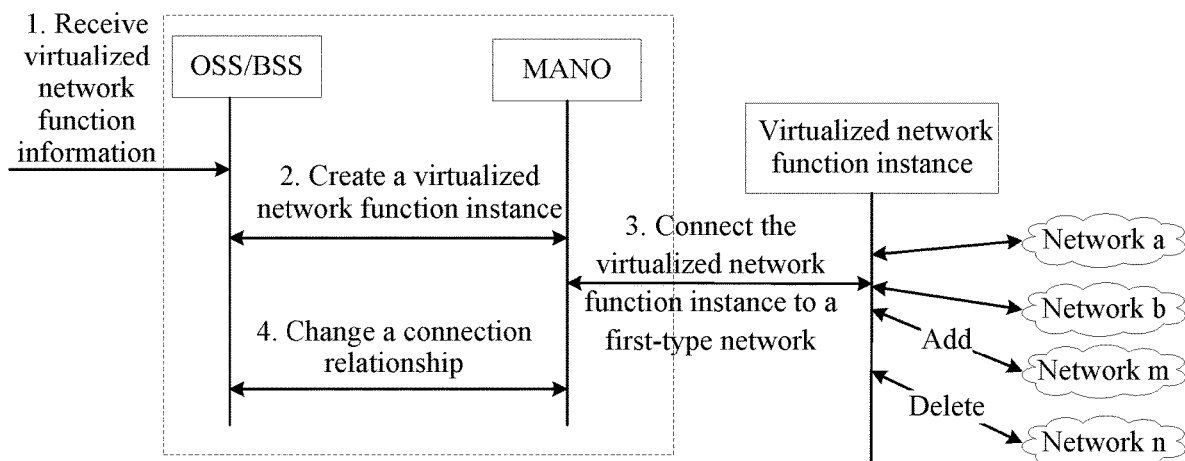 1. Receive
virtualized
network
function
information
OSS/BSS
MANO
Virtualized network
function instance
2. Create a virtualized
network function instance
3. Connect the
virtualized network
function instance to a
first-type network
4. Change a connection
relationship
Network a
Network b
Add
Network m
Delete
Network n